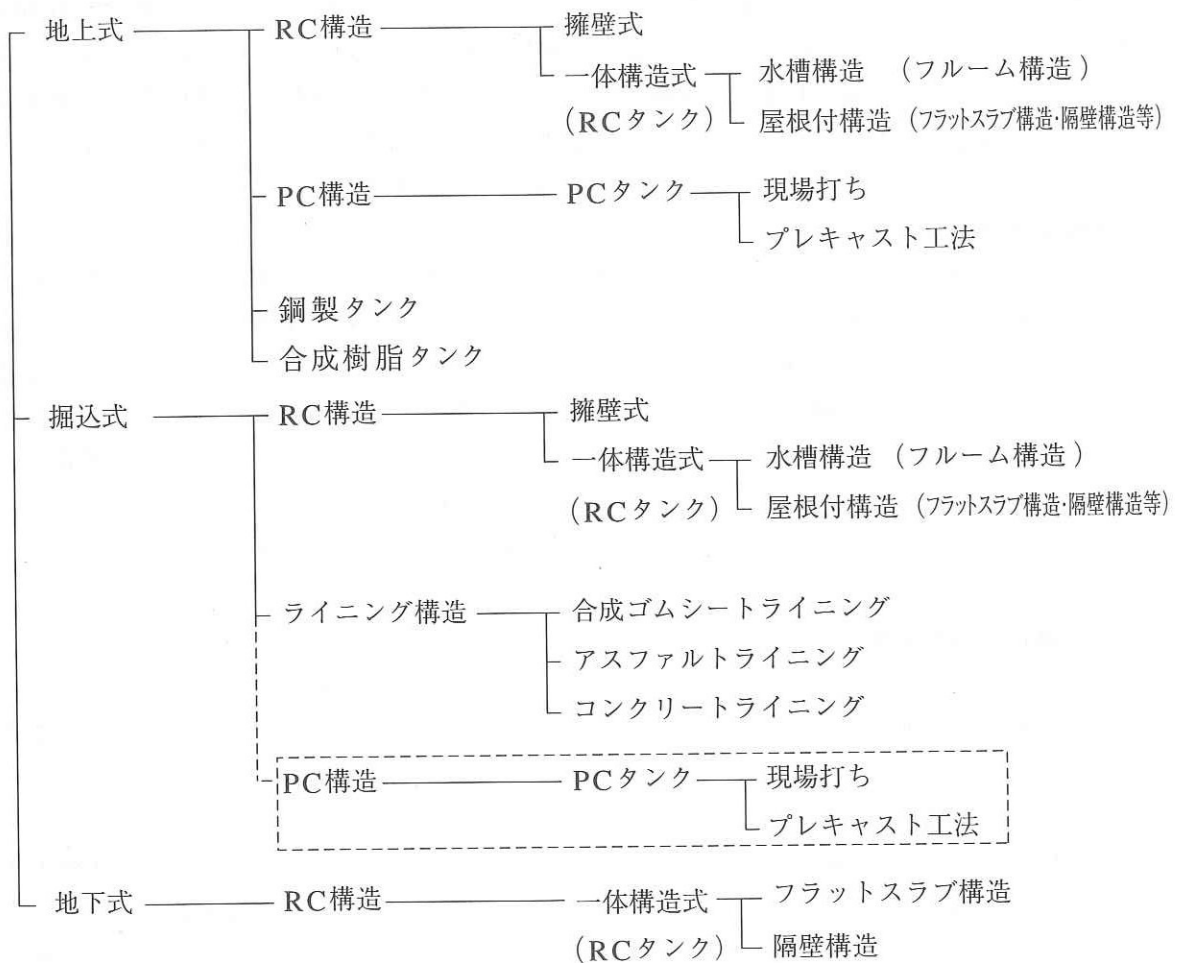 地上式 RC構造 擁壁式
一体構造式 水槽構造 (フルーム構造)
(RCタンク) 屋根付構造 (フラットスラブ構造・隔壁構造等)
PC構造 PCタンク 現場打ち
プレキャスト工法
鋼製タンク
合成樹脂タンク
掘込式 RC構造 擁壁式
一体構造式 水槽構造 (フルーム構造)
(RCタンク) 屋根付構造 (フラットスラブ構造・隔壁構造等)
ライニング構造 合成ゴムシートライニング
アスファルトライニング
コンクリートライニング
PC構造 PCタンク 現場打ち
プレキャスト工法
地下式 RC構造 一体構造式 フラットスラブ構造
(RCタンク) 隔壁構造